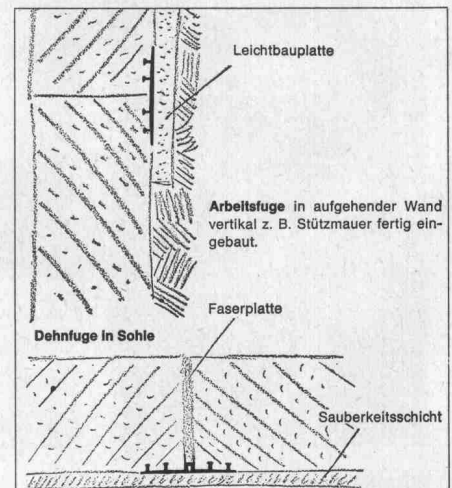 Leichtbauplatte
Arbeitsfuge in aufgehender Wand
vertikal z. B. Stützmauer fertig ein-
gebaut.
Dehnfuge in Sohle
Faserplatte
Sauberkeitsschicht